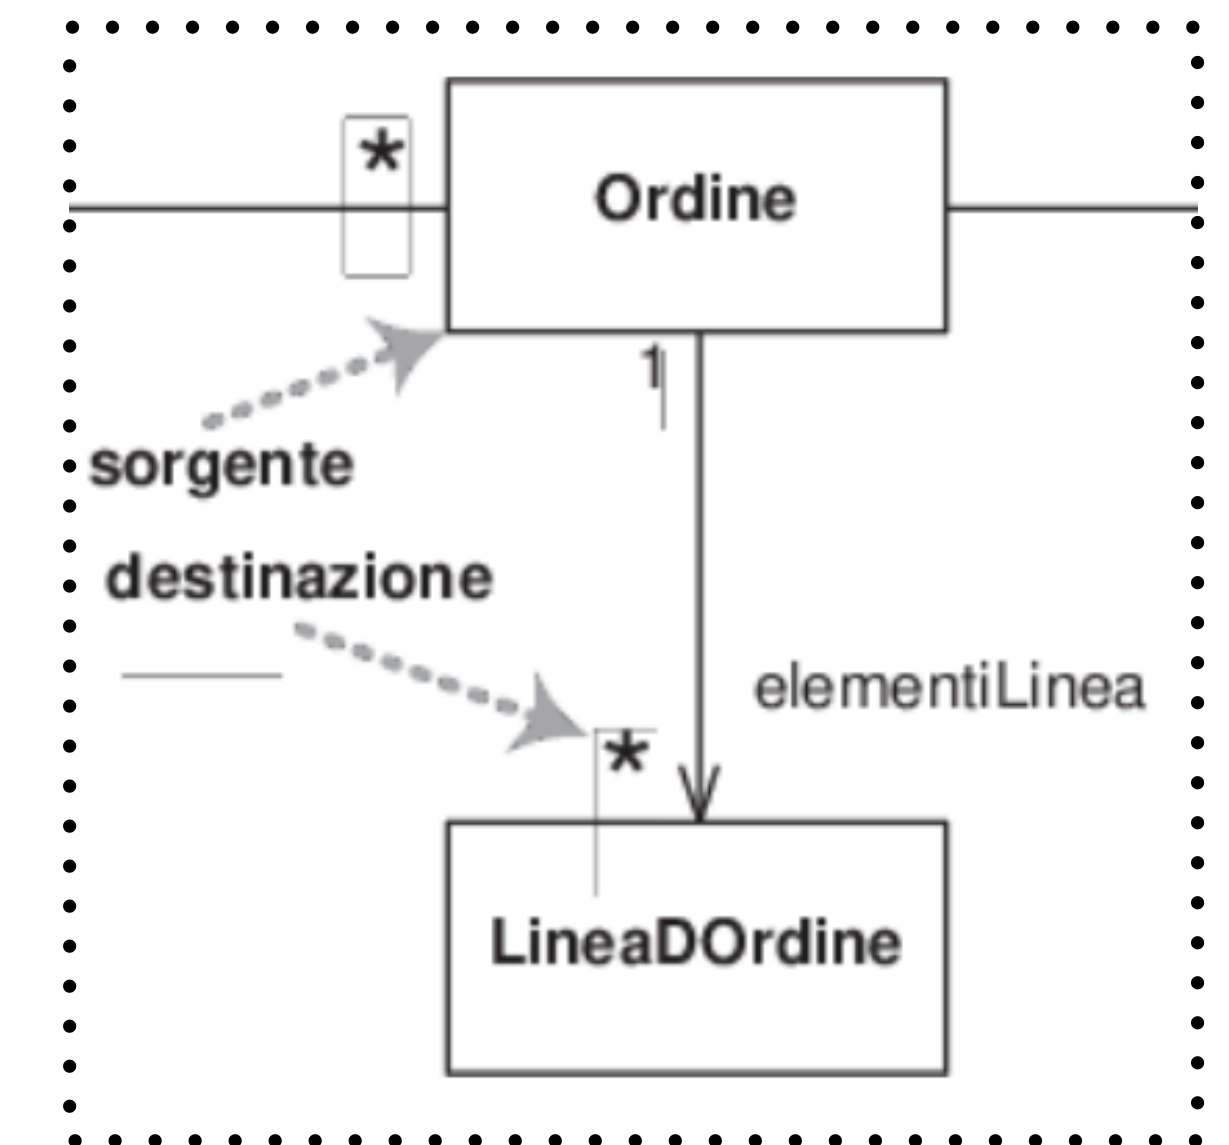 *
Ordine
1
sorgente
destinazione
elementiLinea
*
LineaDOrdine